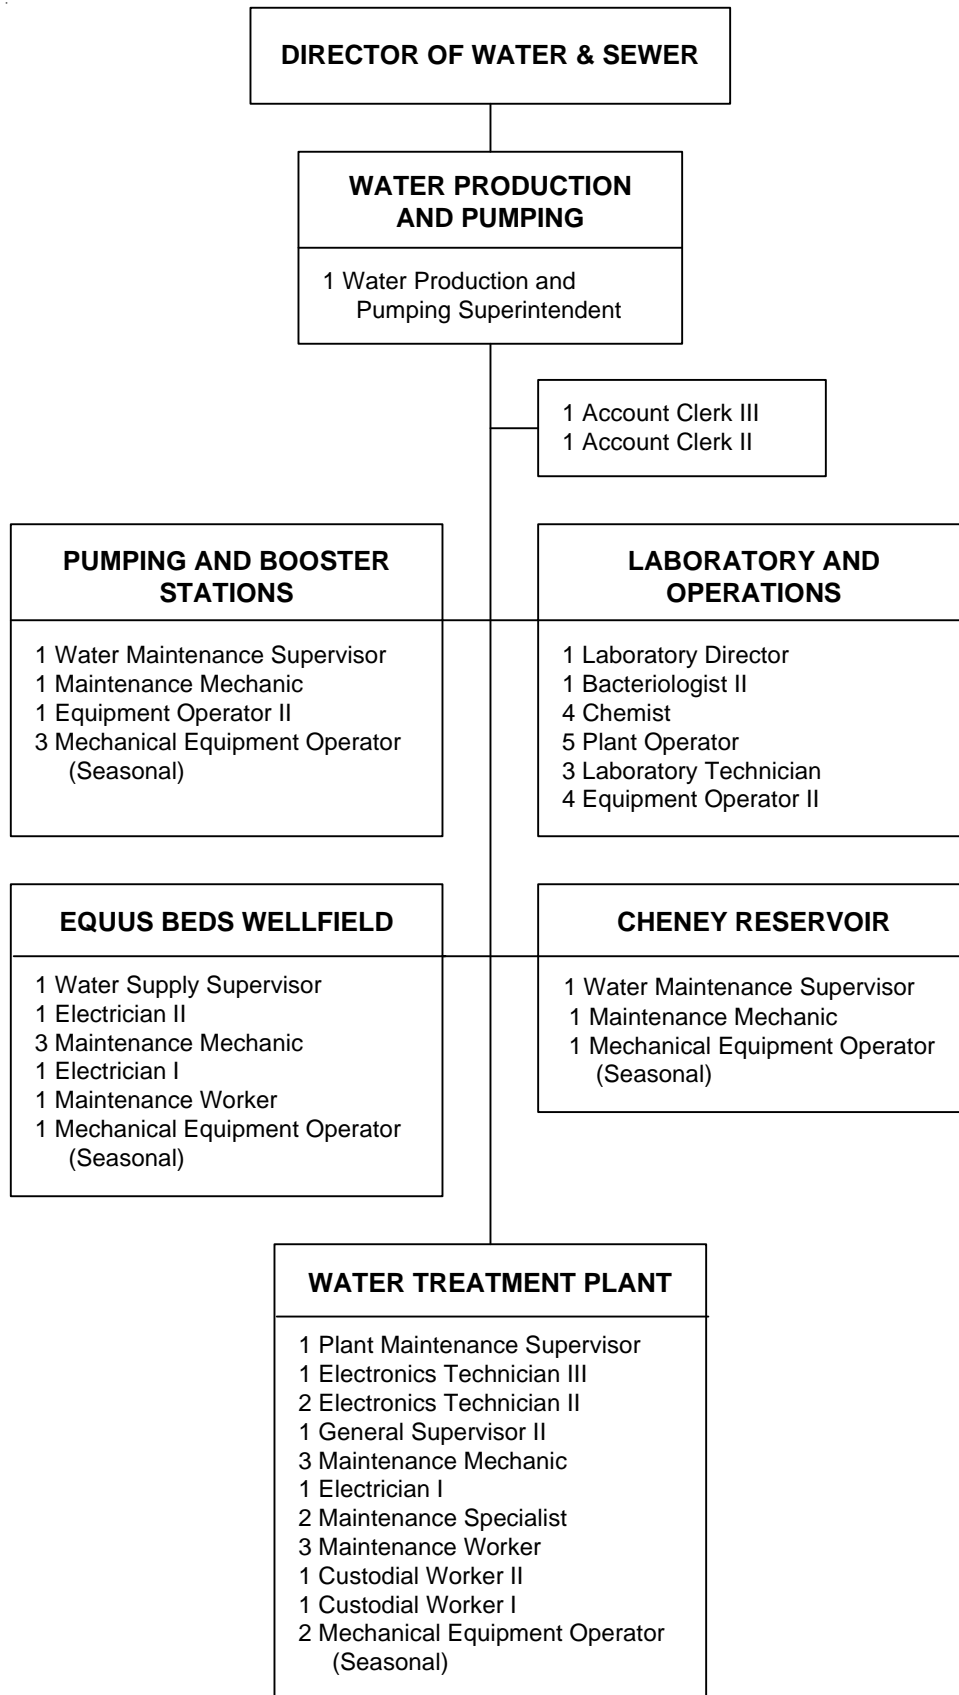 DIRECTOR OF WATER & SEWER
WATER PRODUCTION
AND PUMPING
1 Water Production and
Pumping Superintendent
1 Account Clerk III
1 Account Clerk II
PUMPING AND BOOSTER
STATIONS
1 Water Maintenance Supervisor
1 Maintenance Mechanic
1 Equipment Operator II
3 Mechanical Equipment Operator
(Seasonal)
LABORATORY AND
OPERATIONS
1 Laboratory Director
1 Bacteriologist II
4 Chemist
5 Plant Operator
3 Laboratory Technician
4 Equipment Operator II
EQUUS BEDS WELLFIELD
1 Water Supply Supervisor
1 Electrician II
3 Maintenance Mechanic
1 Electrician I
1 Maintenance Worker
1 Mechanical Equipment Operator
(Seasonal)
CHENEY RESERVOIR
1 Water Maintenance Supervisor
1 Maintenance Mechanic
1 Mechanical Equipment Operator
(Seasonal)
WATER TREATMENT PLANT
1 Plant Maintenance Supervisor
1 Electronics Technician III
2 Electronics Technician II
1 General Supervisor II
3 Maintenance Mechanic
1 Electrician I
2 Maintenance Specialist
3 Maintenance Worker
1 Custodial Worker II
1 Custodial Worker I
2 Mechanical Equipment Operator
(Seasonal)